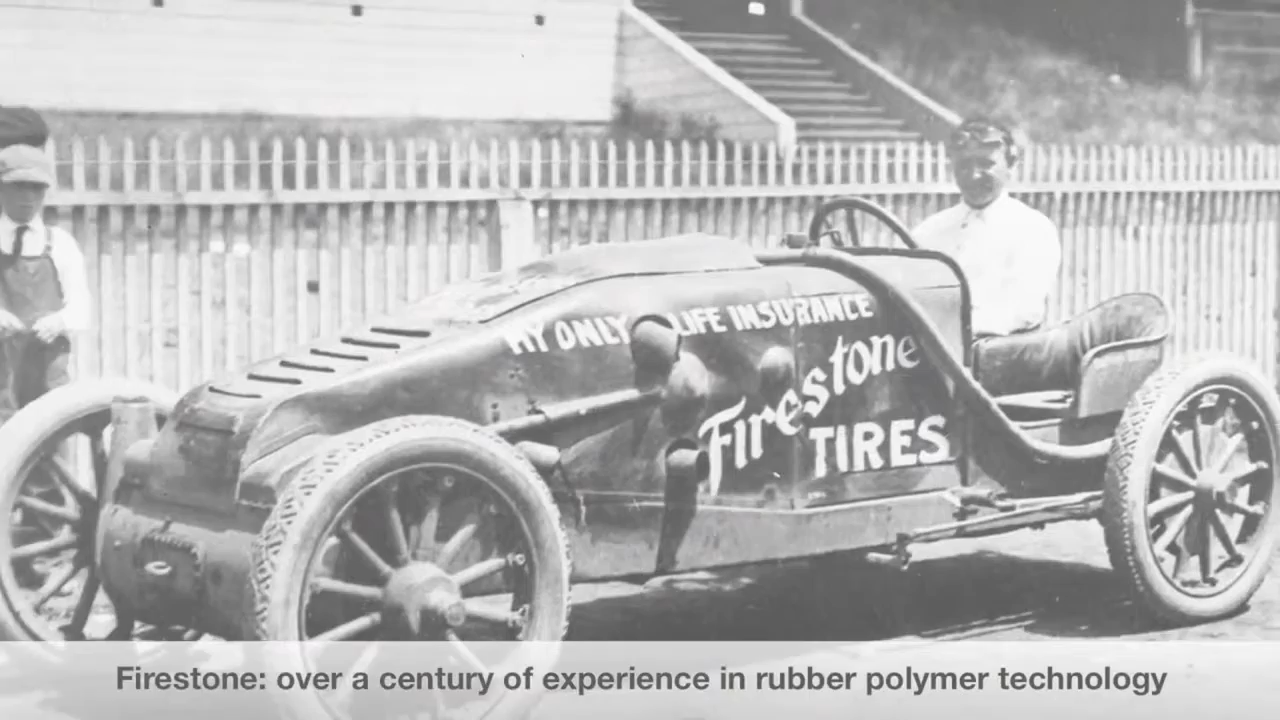 MY ONLY LIFE INSURANCE
Firestone
TIRES
Firestone: over a century of experience in rubber polymer technology